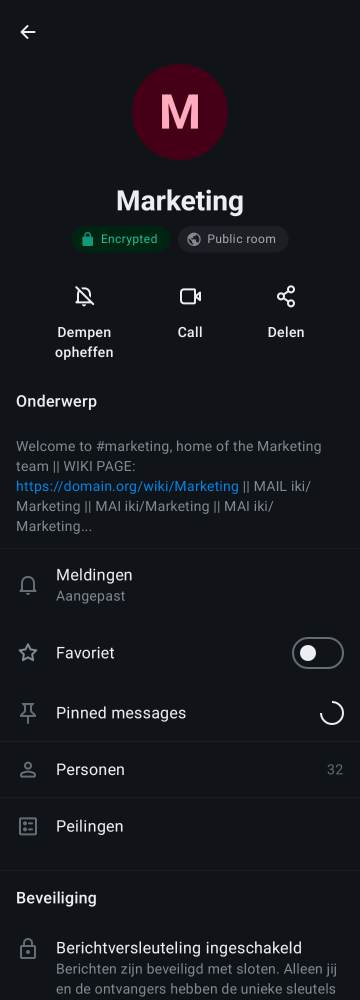 M
Marketing
Encrypted
Public room
Dempen
opheffen
Call
Delen
Onderwerp
Welcome to #marketing, home of the Marketing
team || WIKI PAGE:
https://domain.org/wiki/Marketing || MAIL iki/
Marketing || MAI iki/Marketing || MAI iki/
Marketing...
Meldingen
Aangepast
Favoriet
Pinned messages
Personen
32
Peilingen
Beveiliging
Berichtversleuteling ingeschakeld
Berichten zijn beveiligd met sloten. Alleen jij
en de ontvangers hebben de unieke sleutels